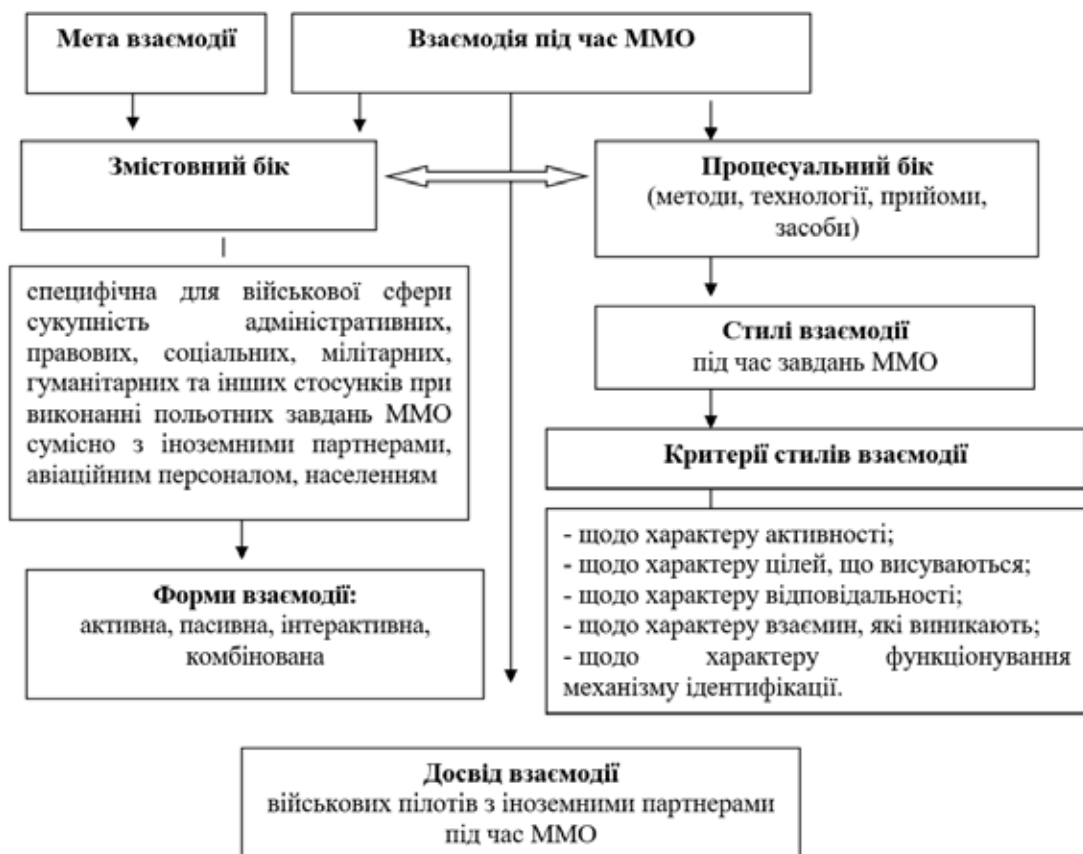 Мета взаємодії
Взаємодія під час ММО
Змістовний бік
Процесуальний бік
(методи, технології, прийоми,
засоби)
специфічна для військової сфери
сукупність адміністративних,
правових, соціальних, мілітарних,
гуманітарних та інших стосунків при
виконанні польотних завдань ММО
сумісно з іноземними партнерами,
авіаційним персоналом, населенням
Стилі взаємодії
під час завдань ММО
Критерії стилів взаємодії
- щодо характеру активності;
- щодо характеру цілей, що висуваються;
- щодо характеру відповідальності;
- щодо характеру взаємин, які виникають;
- щодо характеру функціонування
механізму ідентифікації.
Форми взаємодії:
активна, пасивна, інтерактивна,
комбінована
Досвід взаємодії
військових пілотів з іноземними партнерами
під час ММО